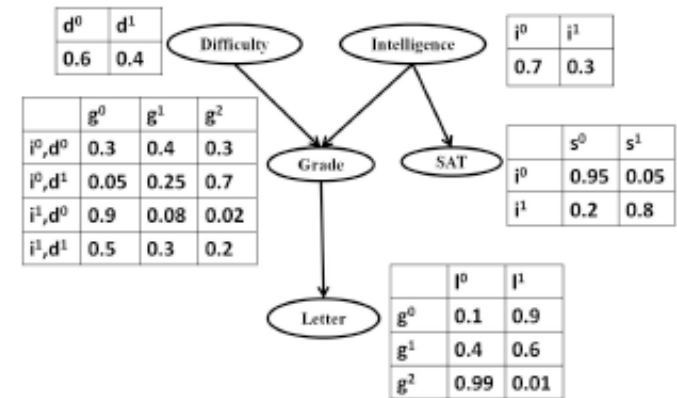 d⁰ d¹
0.6 0.4
Difficulty
Intelligence
i⁰ i¹
0.7 0.3
g⁰ g¹ g²
i⁰,d⁰ 0.3 0.4 0.3
i⁰,d¹ 0.05 0.25 0.7
i¹,d⁰ 0.9 0.08 0.02
i¹,d¹ 0.5 0.3 0.2
Grade
SAT
s⁰ s¹
i⁰ 0.95 0.05
i¹ 0.2 0.8
Letter
l⁰ l¹
g⁰ 0.1 0.9
g¹ 0.4 0.6
g² 0.99 0.01